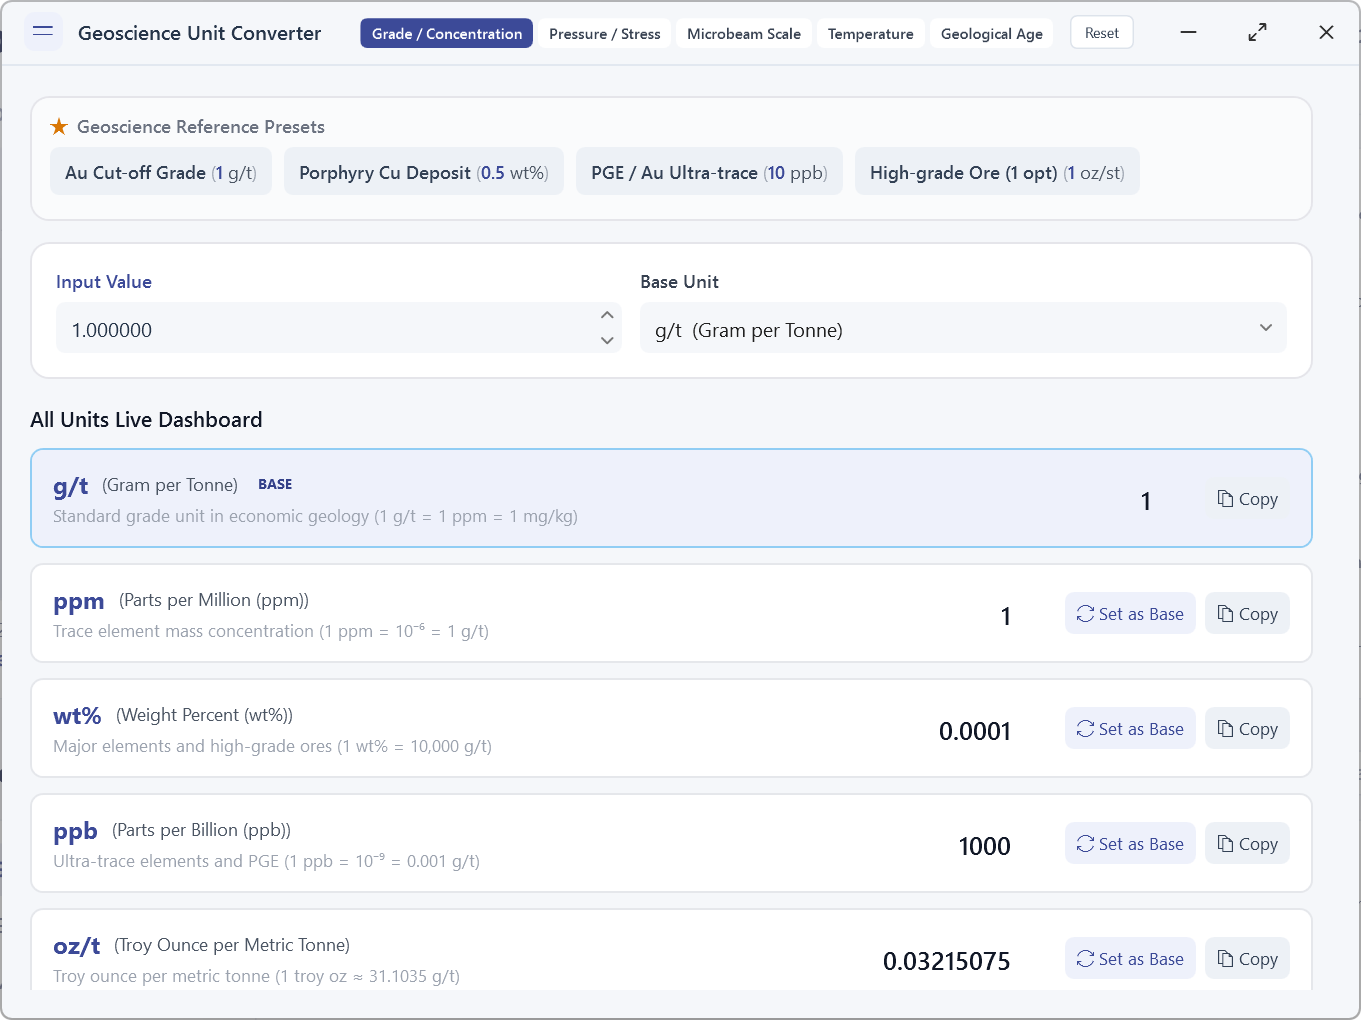 Geoscience Unit Converter
Grade / Concentration
Pressure / Stress
Microbeam Scale
Temperature
Geological Age
Reset
Geoscience Reference Presets
Au Cut-off Grade (1 g/t)
Porphyry Cu Deposit (0.5 wt%)
PGE / Au Ultra-trace (10 ppb)
High-grade Ore (1 opt) (1 oz/st)
Input Value
Base Unit
1.000000
g/t (Gram per Tonne)
All Units Live Dashboard
g/t (Gram per Tonne) BASE
Standard grade unit in economic geology (1 g/t = 1 ppm = 1 mg/kg)
1
Copy
ppm (Parts per Million (ppm))
Trace element mass concentration (1 ppm = 10⁻⁶ = 1 g/t)
1
Set as Base
Copy
wt% (Weight Percent (wt%))
Major elements and high-grade ores (1 wt% = 10,000 g/t)
0.0001
Set as Base
Copy
ppb (Parts per Billion (ppb))
Ultra-trace elements and PGE (1 ppb = 10⁻⁹ = 0.001 g/t)
1000
Set as Base
Copy
oz/t (Troy Ounce per Metric Tonne)
Troy ounce per metric tonne (1 troy oz ≈ 31.1035 g/t)
0.03215075
Set as Base
Copy